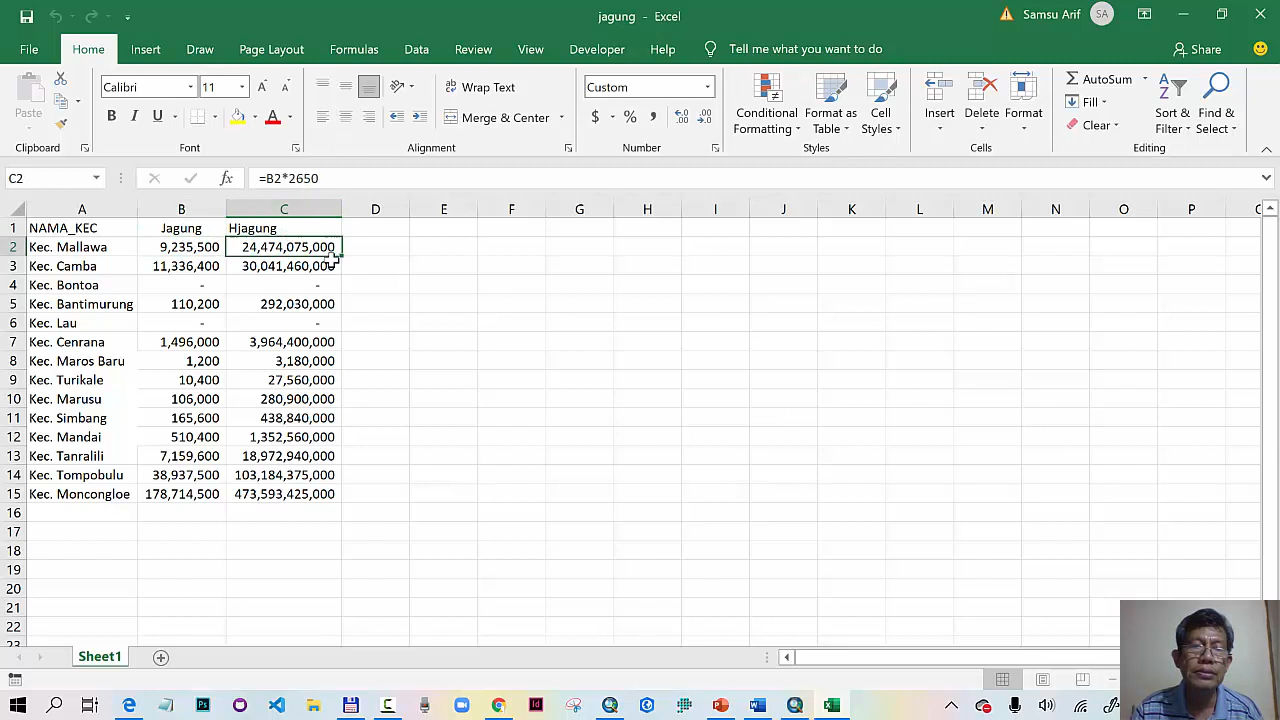 jagung - Excel
Samsu Arif SA
File Home Insert Draw Page Layout Formulas Data Review View Developer Help Tell me what you want to do Share
Paste
Calibri 11
B I U
Wrap Text
Merge & Center
Custom
$ % ,
Conditional Formatting
Format as Table
Cell Styles
Insert
Delete
Format
AutoSum
Fill
Clear
Sort & Filter
Find & Select
Clipboard Font Alignment Number Styles Cells Editing
C2 fx =B2*2650
A B C D E F G H I J K L M N O P
1 NAMA_KEC Jagung Hjagung
2 Kec. Mallawa 9,235,500 24,474,075,000
3 Kec. Camba 11,336,400 30,041,460,000
4 Kec. Bontoa - -
5 Kec. Bantimurung 110,200 292,030,000
6 Kec. Lau - -
7 Kec. Cenrana 1,496,000 3,964,400,000
8 Kec. Maros Baru 1,200 3,180,000
9 Kec. Turikale 10,400 27,560,000
10 Kec. Marusu 106,000 280,900,000
11 Kec. Simbang 165,600 438,840,000
12 Kec. Mandai 510,400 1,352,560,000
13 Kec. Tanralili 7,159,600 18,972,940,000
14 Kec. Tompobulu 38,937,500 103,184,375,000
15 Kec. Moncongloe 178,714,500 473,593,425,000
16
17
18
19
20
21
22
23
Sheet1